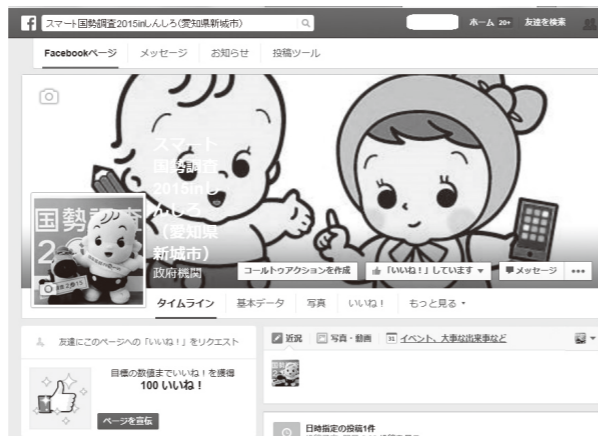 スマート国勢調査2015inしんしろ(愛知県新城市)
ホーム 20+ 友達を検索
Facebookページ メッセージ お知らせ 投稿ツール
スマート
国勢調査
2015inし
んしろ
(愛知県
新城市)
政府機関
国勢調査
コールトゥアクションを作成 「いいね!」しています メッセージ •••
タイムライン 基本データ 写真 いいね! もっと見る
友達にこのページへの「いいね!」をリクエスト
近況 写真・動画 31 イベント、大事な出来事など
目標の数値までいいね!を獲得
100 いいね!
ページを宣伝
日時指定の投稿1件